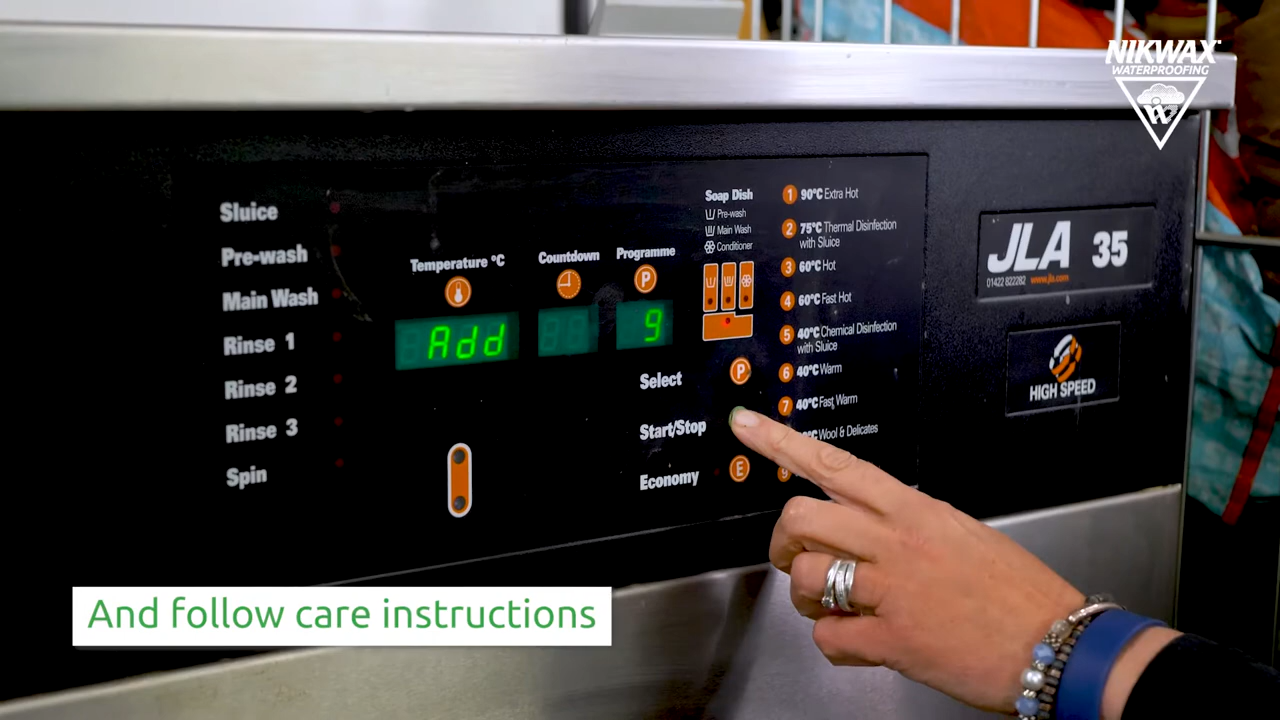 NIKWAX
WATERPROOFING
Sluice
Pre-wash
Main Wash
Rinse 1
Rinse 2
Rinse 3
Spin
Temperature °C
Add
Countdown
Programme
P
9
Select
P
Start/Stop
Economy
E
Soap Dish
Pre-wash
Main Wash
Conditioner
1 90°C Extra Hot
2 75°C Thermal Disinfection
with Sluice
3 60°C Hot
4 60°C Fast Hot
5 40°C Chemical Disinfection
with Sluice
6 40°C Warm
7 40°C Fast Warm
Wool & Delicates
9
JLA 35
01422 822282 www.jla.com
HIGH SPEED
And follow care instructions